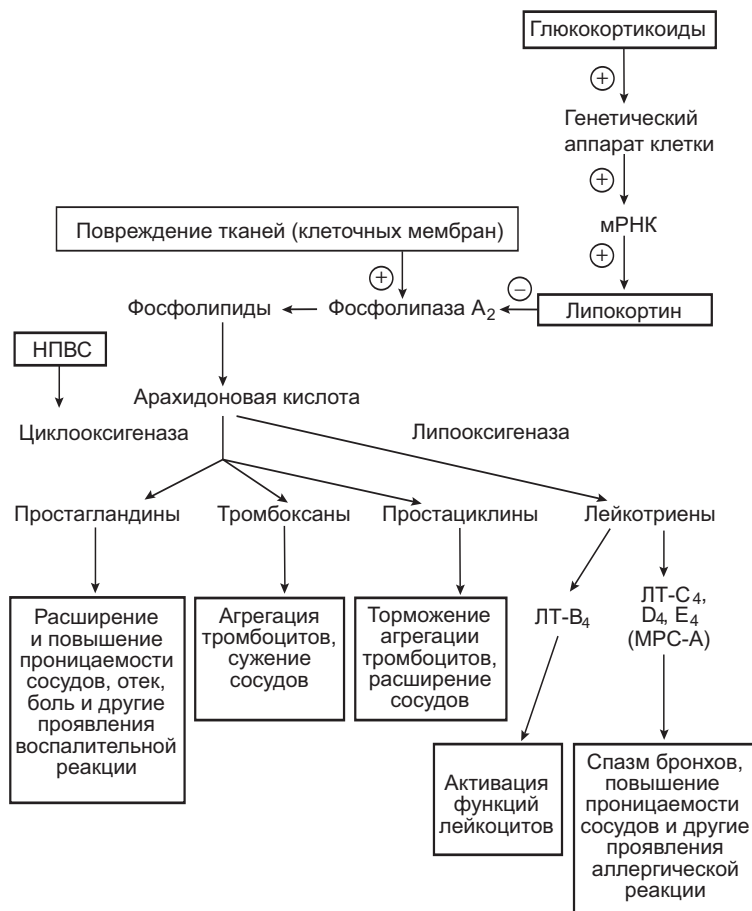 Глюкокортикоиды
+
Генетический
аппарат клетки
+
мРНК
+
Повреждение тканей (клеточных мембран)
+
−
Фосфолипиды
Фосфолипаза А2
Липокортин
НПВС
Арахидоновая кислота
Циклооксигеназа
Липооксигеназа
Простагландины
Тромбоксаны
Простациклины
Лейкотриены
Расширение
и повышение
проницаемости
сосудов, отек,
боль и другие
проявления
воспалительной
реакции
Агрегация
тромбоцитов,
сужение
сосудов
Торможение
агрегации
тромбоцитов,
расширение
сосудов
ЛТ-В4
ЛТ-С4,
D4, E4
(МРС-А)
Активация
функций
лейкоцитов
Спазм бронхов,
повышение
проницаемости
сосудов и другие
проявления
аллергической
реакции